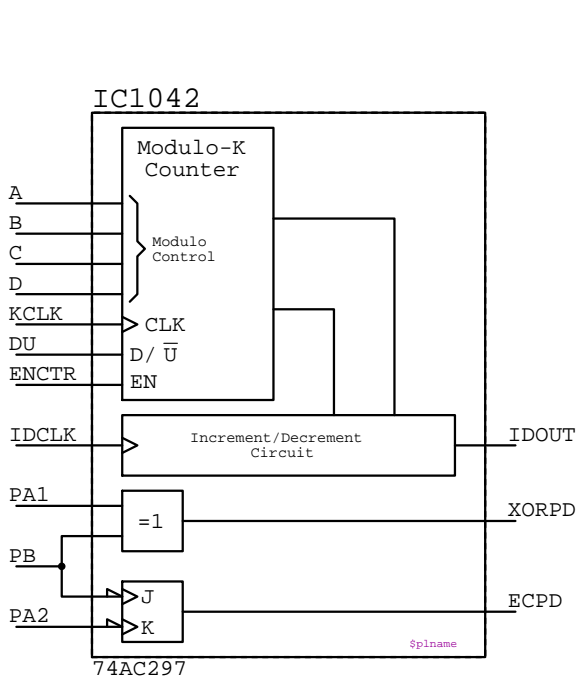 IC1042
Modulo-K
Counter
A
B
C
D
Modulo
Control
KCLK
CLK
DU
D/ U̅
ENCTR
EN
IDCLK
Increment/Decrement
Circuit
IDOUT
PA1
=1
XORPD
PB
J
ECPD
PA2
K
$plname
74AC297